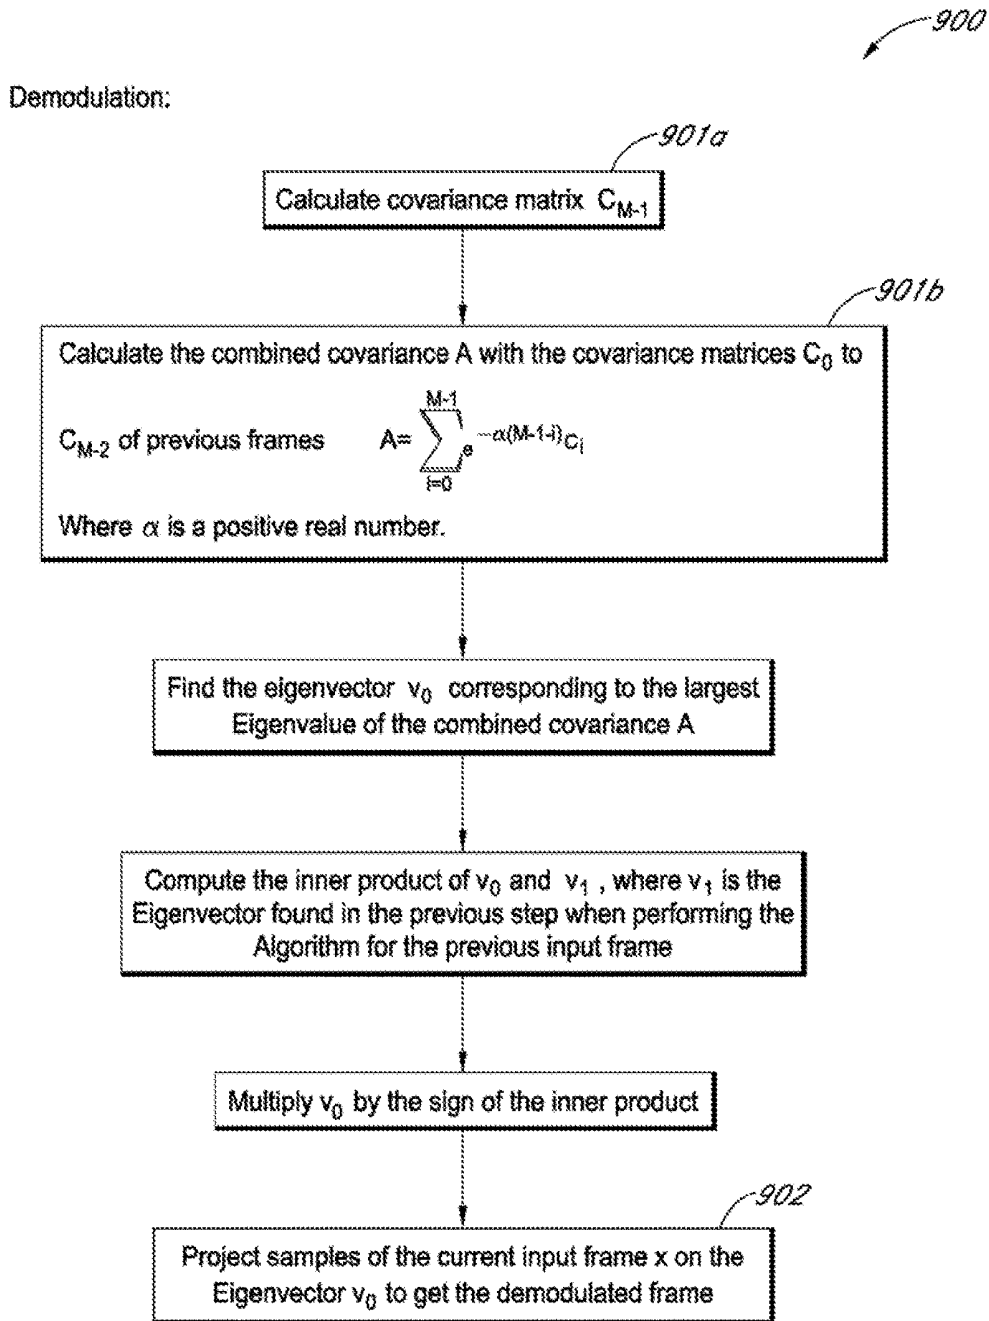 900
Demodulation:
901a
Calculate covariance matrix C_M-1
901b
Calculate the combined covariance A with the covariance matrices C_0 to
C_M-2 of previous frames A= M-1 ∑ i=0 e^-α(M-1-i) C_i
Where α is a positive real number.
Find the eigenvector v_0 corresponding to the largest
Eigenvalue of the combined covariance A
Compute the inner product of v_0 and v_1 , where v_1 is the
Eigenvector found in the previous step when performing the
Algorithm for the previous input frame
Multiply v_0 by the sign of the inner product
902
Project samples of the current input frame x on the
Eigenvector v_0 to get the demodulated frame